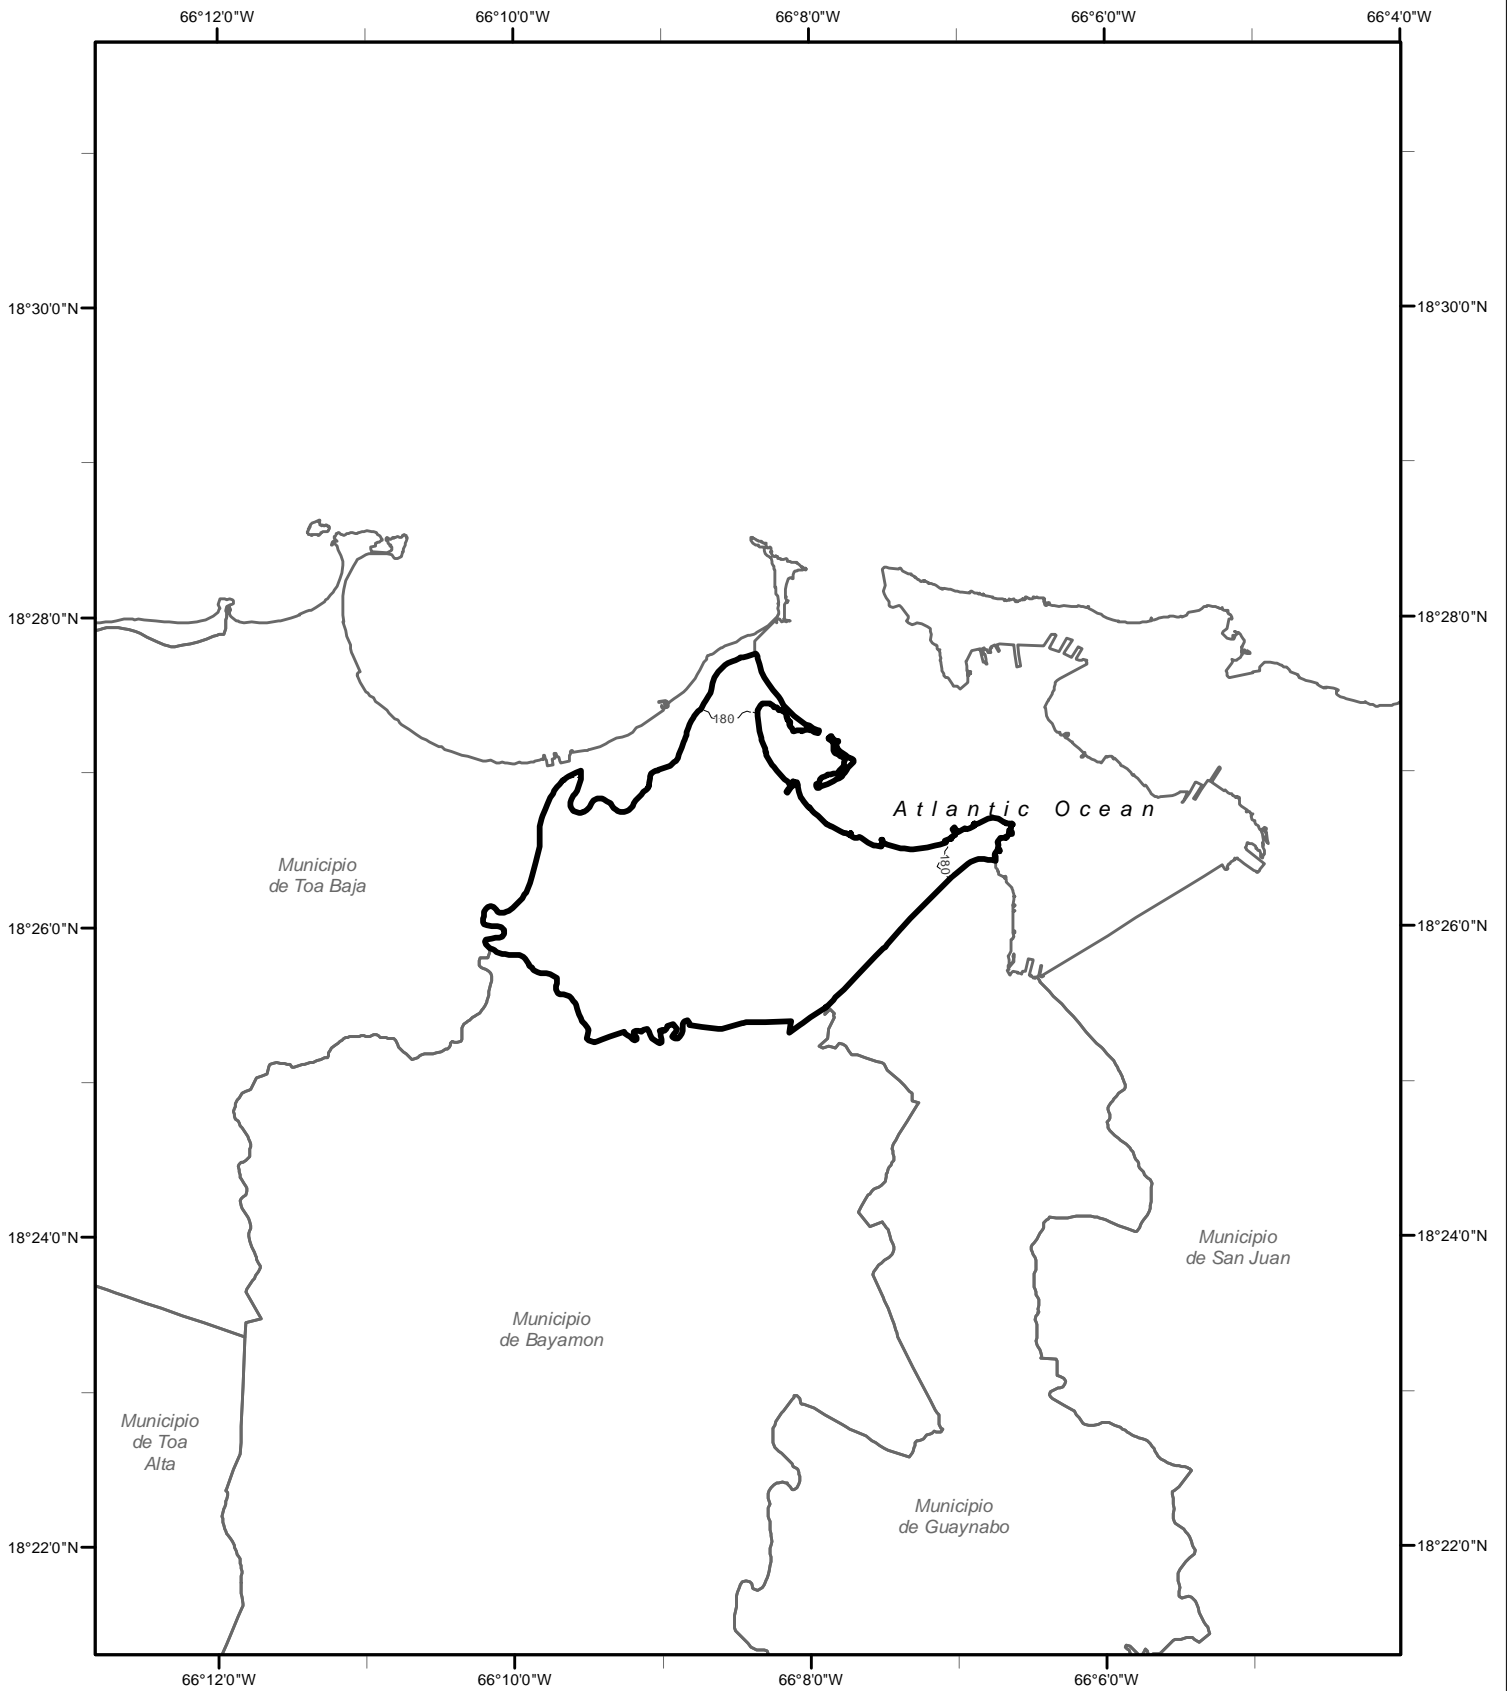 66°12'0"W 66°10'0"W 66°8'0"W 66°6'0"W 66°4'0"W
18°30'0"N 18°30'0"N
18°28'0"N 18°28'0"N
180
Atlantic Ocean
180
Municipio
de Toa Baja
18°26'0"N 18°26'0"N
18°24'0"N 18°24'0"N
Municipio
de San Juan
Municipio
de Bayamon
Municipio
de Toa
Alta
Municipio
de Guaynabo
18°22'0"N 18°22'0"N
66°12'0"W 66°10'0"W 66°8'0"W 66°6'0"W